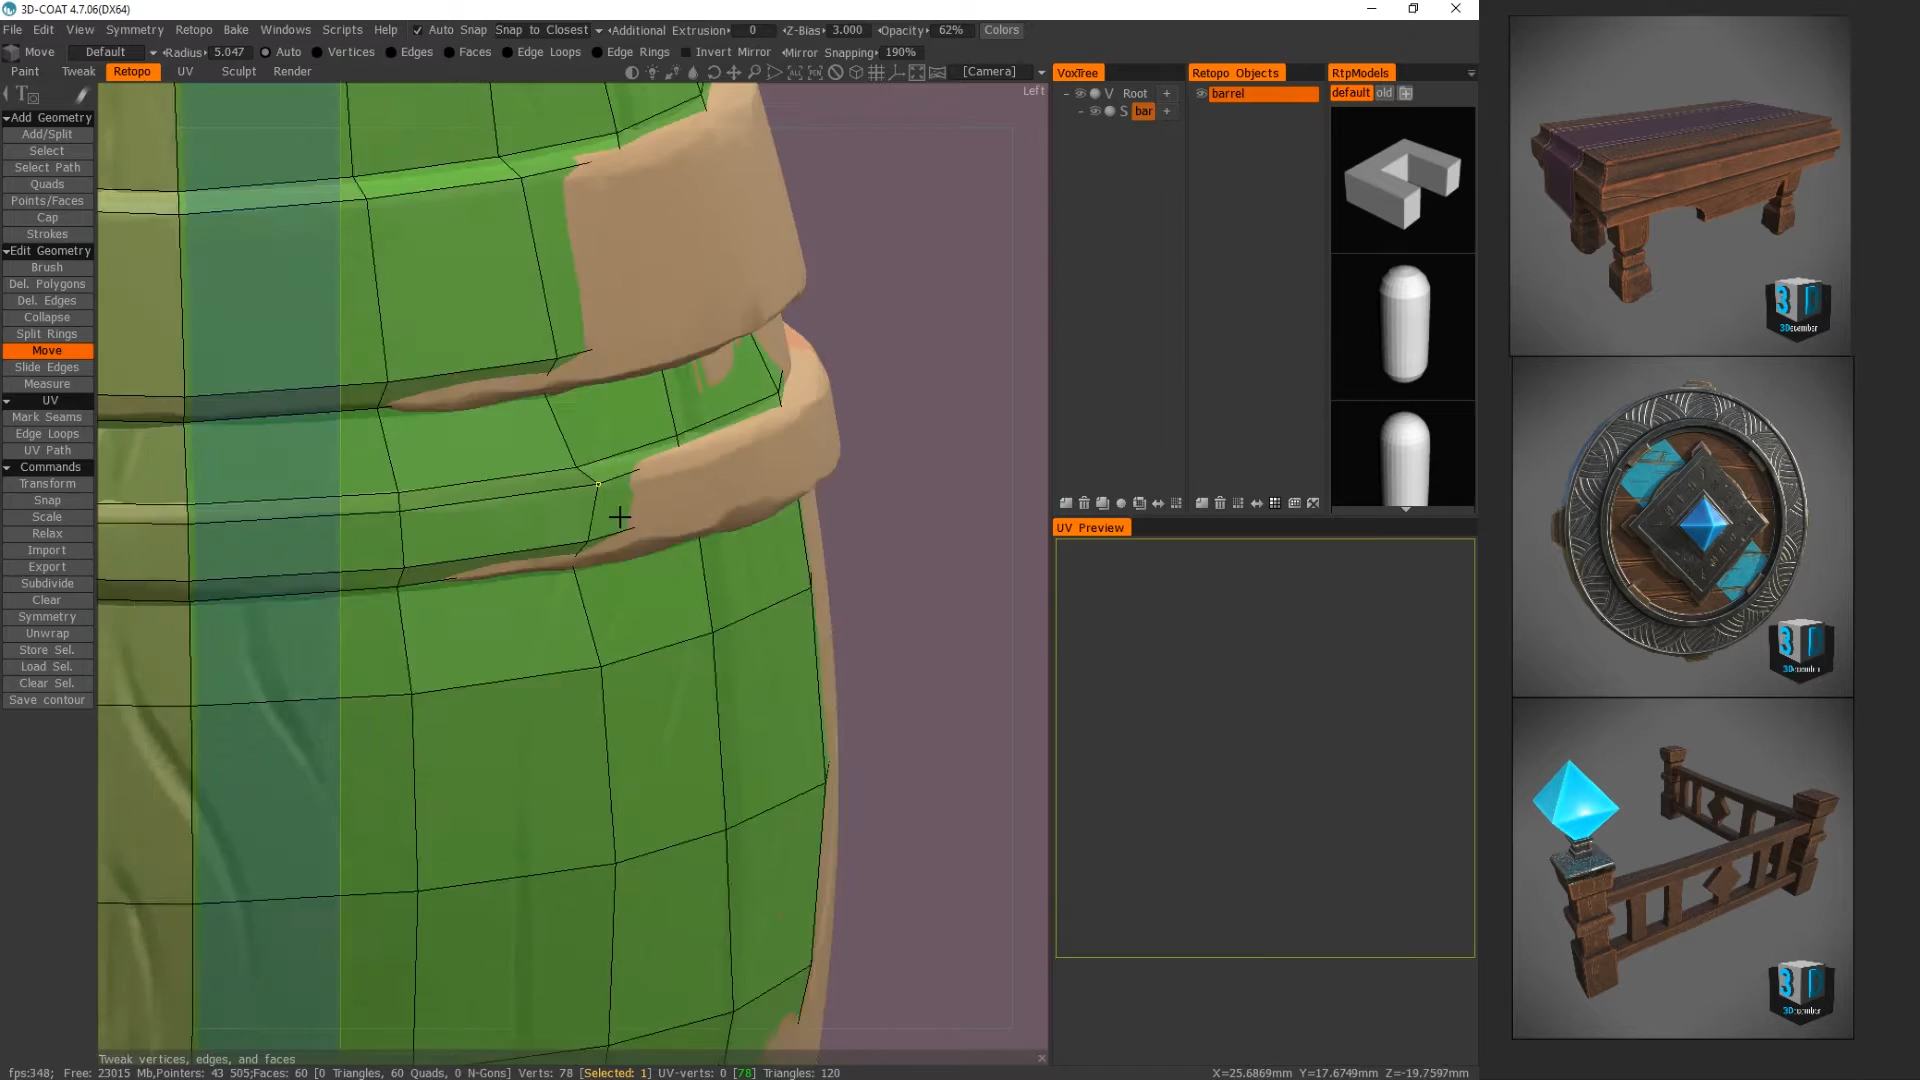 3D-COAT 4.7.06(DX64)
File Edit View Symmetry Retopo Bake Windows Scripts Help Auto Snap Snap to Closest Additional Extrusion 0 Z-Bias 3.000 Opacity 62% Colors
Move Default Radius 5.047 Auto Vertices Edges Faces Edge Loops Edge Rings Invert Mirror Mirror Snapping 190%
Paint Tweak Retopo UV Sculpt Render [Camera]
VoxTree Retopo Objects RtpModels
Left
V Root +
S bar +
barrel
default old
Add Geometry
Add/Split
Select
Select Path
Quads
Points/Faces
Cap
Strokes
Edit Geometry
Brush
Del. Polygons
Del. Edges
Collapse
Split Rings
Move
Slide Edges
Measure
UV
Mark Seams
Edge Loops
UV Path
Commands
Transform
Snap
Scale
Relax
Import
Export
Subdivide
Clear
Symmetry
Unwrap
Store Sel.
Load Sel.
Clear Sel.
Save contour
UV Preview
3D
3December
3D
3December
3D
3December
Tweak vertices, edges, and faces
fps:348; Free: 23015 Mb,Pointers: 43 505;Faces: 60 [0 Triangles, 60 Quads, 0 N-Gons] Verts: 78 [Selected: 1] UV-verts: 0 [78] Triangles: 120
X=25.6869mm Y=17.6749mm Z=-19.7597mm